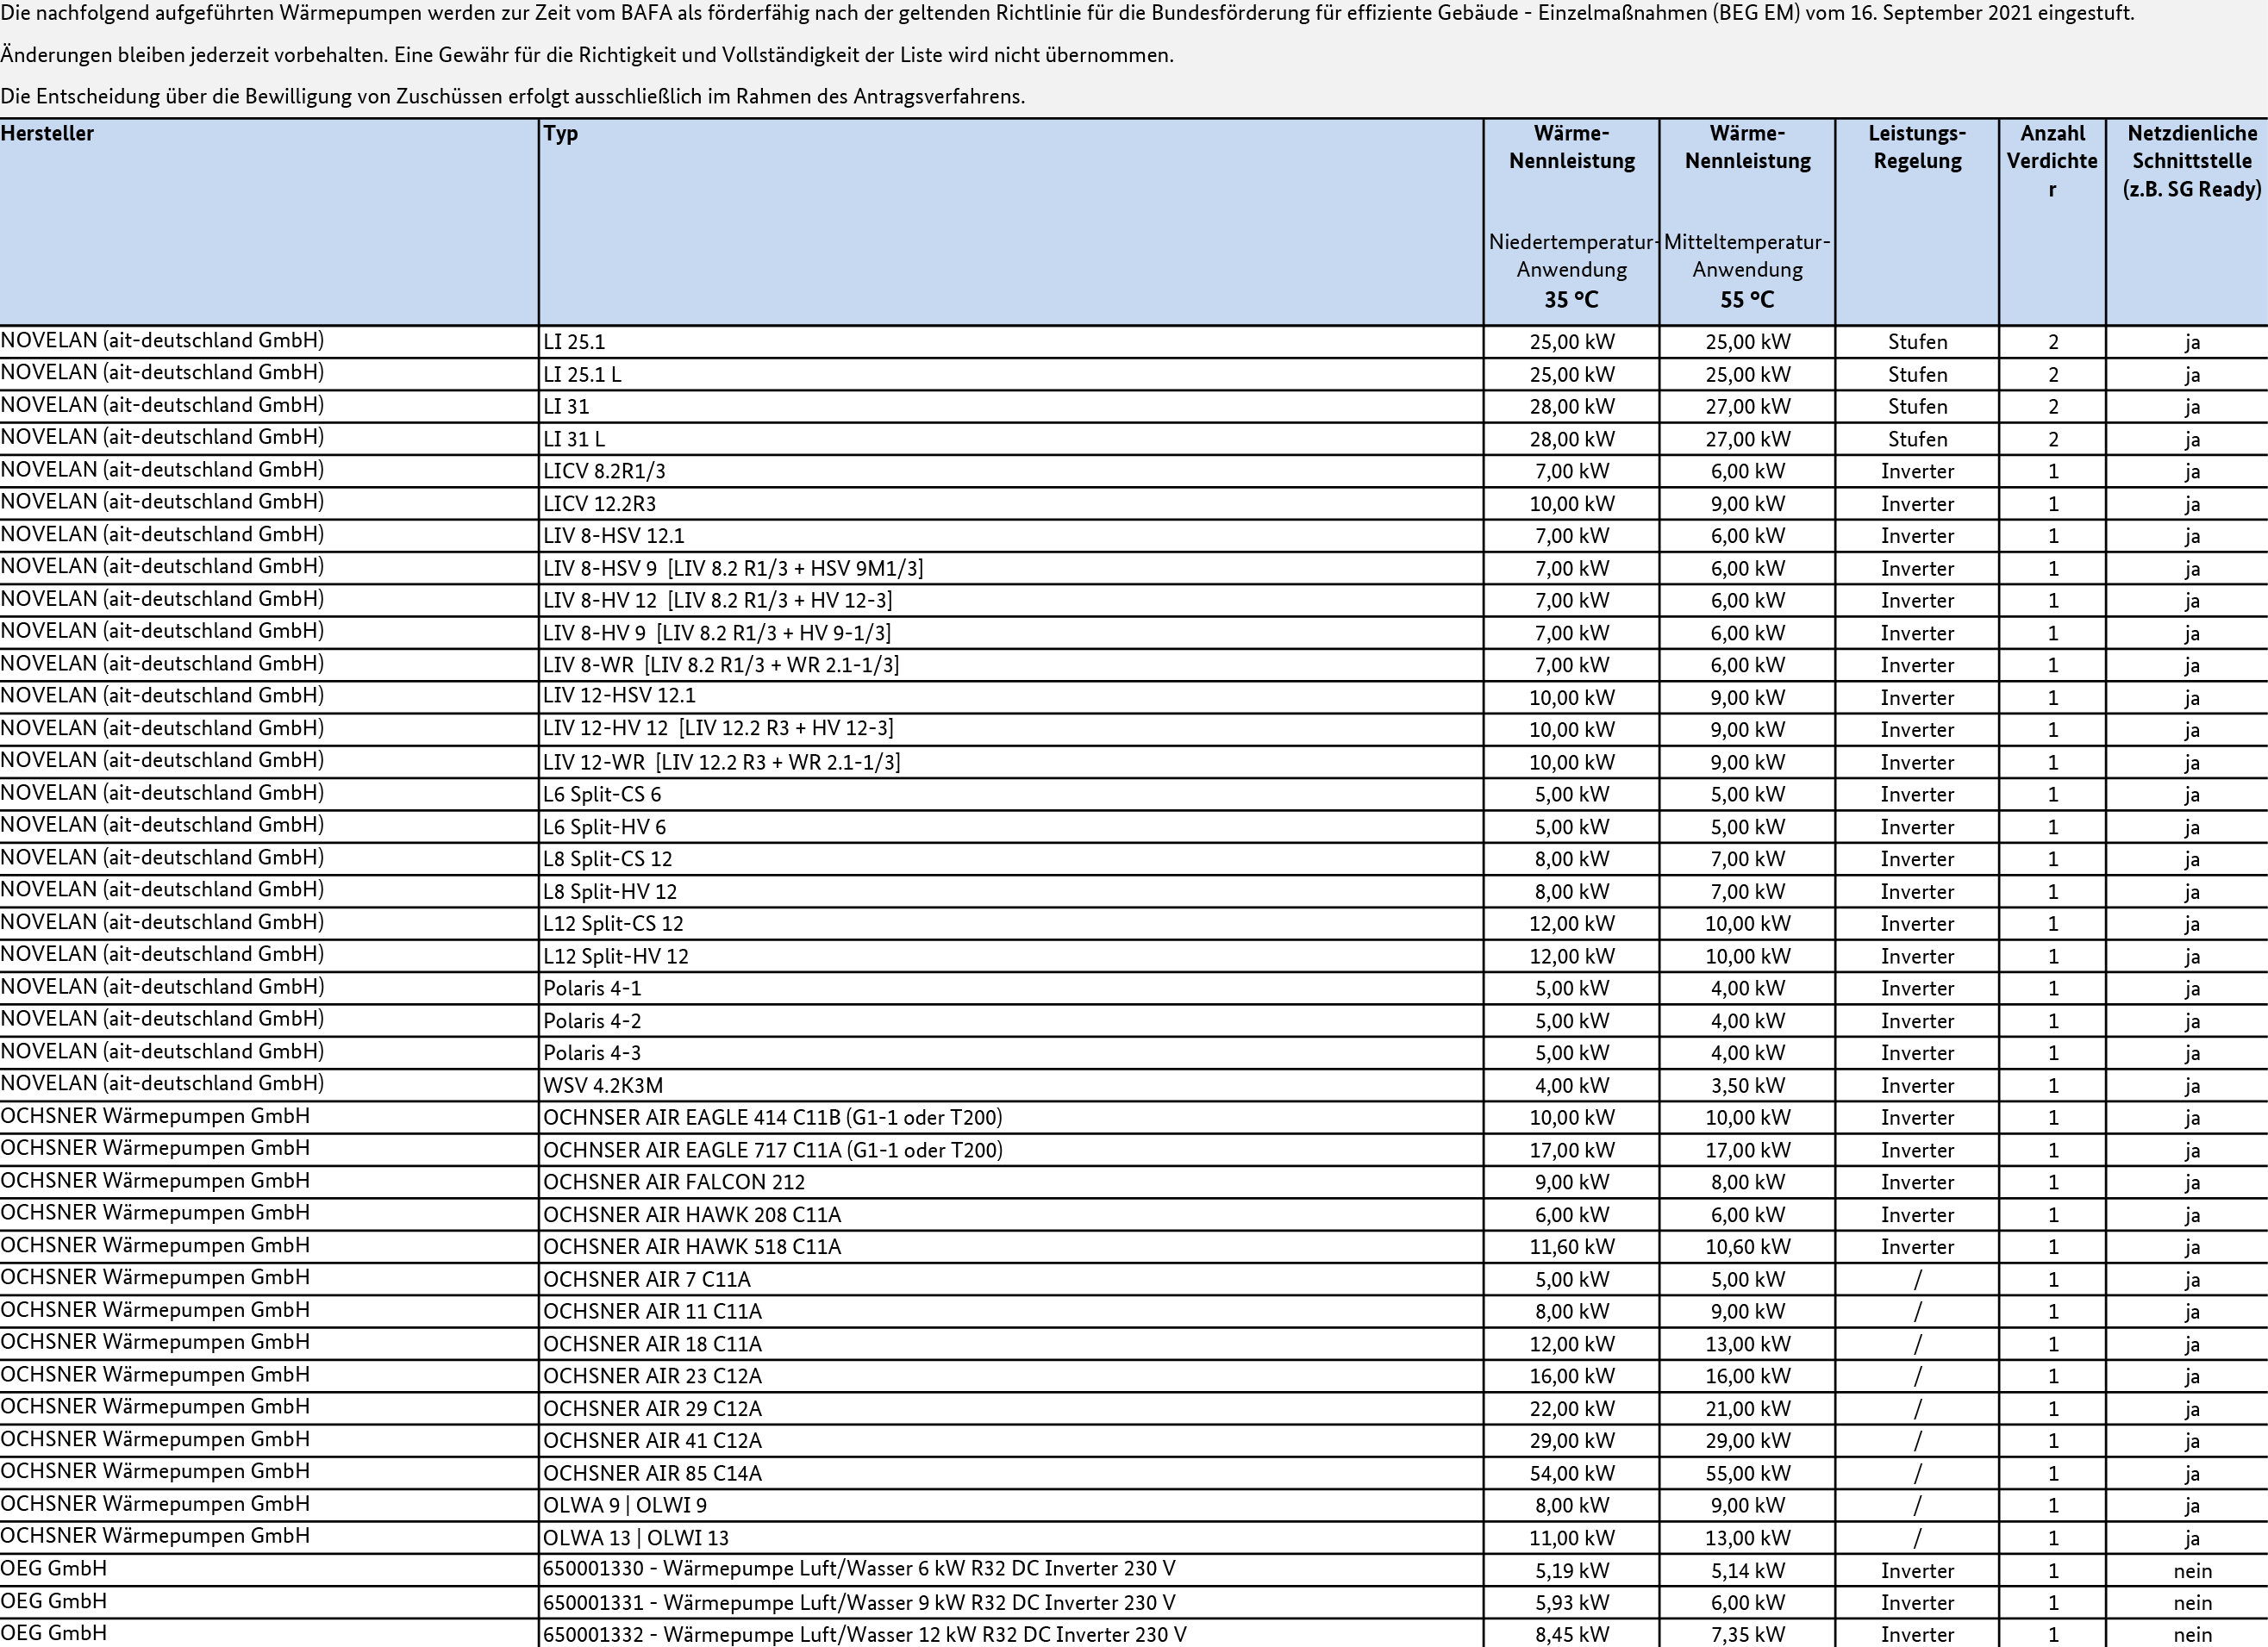 Die nachfolgend aufgeführten Wärmepumpen werden zur Zeit vom BAFA als förderfähig nach der geltenden Richtlinie für die Bundesförderung für effiziente Gebäude - Einzelmaßnahmen (BEG EM) vom 16. September 2021 eingestuft.
Änderungen bleiben jederzeit vorbehalten. Eine Gewähr für die Richtigkeit und Vollständigkeit der Liste wird nicht übernommen.
Die Entscheidung über die Bewilligung von Zuschüssen erfolgt ausschließlich im Rahmen des Antragsverfahrens.
Hersteller Typ Wärme- Wärme- Leistungs- Anzahl Netzdienliche
Nennleistung Nennleistung Regelung Verdichte Schnittstelle
r (z.B. SG Ready)
Niedertemperatur- Mitteltemperatur-
Anwendung Anwendung
35 °C 55 °C
NOVELAN (ait-deutschland GmbH) LI 25.1 25,00 kW 25,00 kW Stufen 2 ja
NOVELAN (ait-deutschland GmbH) LI 25.1 L 25,00 kW 25,00 kW Stufen 2 ja
NOVELAN (ait-deutschland GmbH) LI 31 28,00 kW 27,00 kW Stufen 2 ja
NOVELAN (ait-deutschland GmbH) LI 31 L 28,00 kW 27,00 kW Stufen 2 ja
NOVELAN (ait-deutschland GmbH) LICV 8.2R1/3 7,00 kW 6,00 kW Inverter 1 ja
NOVELAN (ait-deutschland GmbH) LICV 12.2R3 10,00 kW 9,00 kW Inverter 1 ja
NOVELAN (ait-deutschland GmbH) LIV 8-HSV 12.1 7,00 kW 6,00 kW Inverter 1 ja
NOVELAN (ait-deutschland GmbH) LIV 8-HSV 9 [LIV 8.2 R1/3 + HSV 9M1/3] 7,00 kW 6,00 kW Inverter 1 ja
NOVELAN (ait-deutschland GmbH) LIV 8-HV 12 [LIV 8.2 R1/3 + HV 12-3] 7,00 kW 6,00 kW Inverter 1 ja
NOVELAN (ait-deutschland GmbH) LIV 8-HV 9 [LIV 8.2 R1/3 + HV 9-1/3] 7,00 kW 6,00 kW Inverter 1 ja
NOVELAN (ait-deutschland GmbH) LIV 8-WR [LIV 8.2 R1/3 + WR 2.1-1/3] 7,00 kW 6,00 kW Inverter 1 ja
NOVELAN (ait-deutschland GmbH) LIV 12-HSV 12.1 10,00 kW 9,00 kW Inverter 1 ja
NOVELAN (ait-deutschland GmbH) LIV 12-HV 12 [LIV 12.2 R3 + HV 12-3] 10,00 kW 9,00 kW Inverter 1 ja
NOVELAN (ait-deutschland GmbH) LIV 12-WR [LIV 12.2 R3 + WR 2.1-1/3] 10,00 kW 9,00 kW Inverter 1 ja
NOVELAN (ait-deutschland GmbH) L6 Split-CS 6 5,00 kW 5,00 kW Inverter 1 ja
NOVELAN (ait-deutschland GmbH) L6 Split-HV 6 5,00 kW 5,00 kW Inverter 1 ja
NOVELAN (ait-deutschland GmbH) L8 Split-CS 12 8,00 kW 7,00 kW Inverter 1 ja
NOVELAN (ait-deutschland GmbH) L8 Split-HV 12 8,00 kW 7,00 kW Inverter 1 ja
NOVELAN (ait-deutschland GmbH) L12 Split-CS 12 12,00 kW 10,00 kW Inverter 1 ja
NOVELAN (ait-deutschland GmbH) L12 Split-HV 12 12,00 kW 10,00 kW Inverter 1 ja
NOVELAN (ait-deutschland GmbH) Polaris 4-1 5,00 kW 4,00 kW Inverter 1 ja
NOVELAN (ait-deutschland GmbH) Polaris 4-2 5,00 kW 4,00 kW Inverter 1 ja
NOVELAN (ait-deutschland GmbH) Polaris 4-3 5,00 kW 4,00 kW Inverter 1 ja
NOVELAN (ait-deutschland GmbH) WSV 4.2K3M 4,00 kW 3,50 kW Inverter 1 ja
OCHSNER Wärmepumpen GmbH OCHNSER AIR EAGLE 414 C11B (G1-1 oder T200) 10,00 kW 10,00 kW Inverter 1 ja
OCHSNER Wärmepumpen GmbH OCHNSER AIR EAGLE 717 C11A (G1-1 oder T200) 17,00 kW 17,00 kW Inverter 1 ja
OCHSNER Wärmepumpen GmbH OCHSNER AIR FALCON 212 9,00 kW 8,00 kW Inverter 1 ja
OCHSNER Wärmepumpen GmbH OCHSNER AIR HAWK 208 C11A 6,00 kW 6,00 kW Inverter 1 ja
OCHSNER Wärmepumpen GmbH OCHSNER AIR HAWK 518 C11A 11,60 kW 10,60 kW Inverter 1 ja
OCHSNER Wärmepumpen GmbH OCHSNER AIR 7 C11A 5,00 kW 5,00 kW / 1 ja
OCHSNER Wärmepumpen GmbH OCHSNER AIR 11 C11A 8,00 kW 9,00 kW / 1 ja
OCHSNER Wärmepumpen GmbH OCHSNER AIR 18 C11A 12,00 kW 13,00 kW / 1 ja
OCHSNER Wärmepumpen GmbH OCHSNER AIR 23 C12A 16,00 kW 16,00 kW / 1 ja
OCHSNER Wärmepumpen GmbH OCHSNER AIR 29 C12A 22,00 kW 21,00 kW / 1 ja
OCHSNER Wärmepumpen GmbH OCHSNER AIR 41 C12A 29,00 kW 29,00 kW / 1 ja
OCHSNER Wärmepumpen GmbH OCHSNER AIR 85 C14A 54,00 kW 55,00 kW / 1 ja
OCHSNER Wärmepumpen GmbH OLWA 9 | OLWI 9 8,00 kW 9,00 kW / 1 ja
OCHSNER Wärmepumpen GmbH OLWA 13 | OLWI 13 11,00 kW 13,00 kW / 1 ja
OEG GmbH 650001330 - Wärmepumpe Luft/Wasser 6 kW R32 DC Inverter 230 V 5,19 kW 5,14 kW Inverter 1 nein
OEG GmbH 650001331 - Wärmepumpe Luft/Wasser 9 kW R32 DC Inverter 230 V 5,93 kW 6,00 kW Inverter 1 nein
OEG GmbH 650001332 - Wärmepumpe Luft/Wasser 12 kW R32 DC Inverter 230 V 8,45 kW 7,35 kW Inverter 1 nein